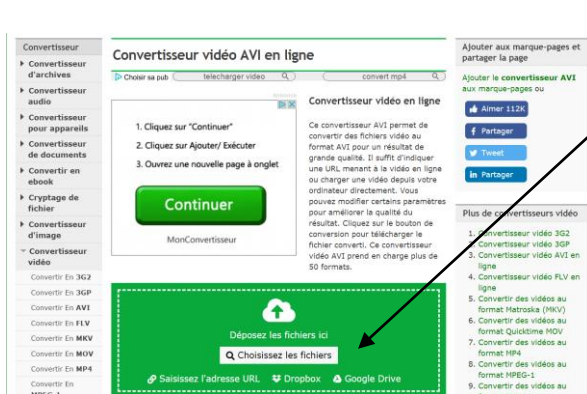 Convertisseur
Convertisseur
d'archives
Convertisseur
audio
Convertisseur
pour appareils
Convertisseur
de documents
Convertir en
ebook
Cryptage de
fichier
Convertisseur
d'image
Convertisseur
vidéo
Convertir En 3G2
Convertir En 3GP
Convertir En AVI
Convertir En FLV
Convertir En MKV
Convertir En MOV
Convertir En MP4
Convertir En
MPEG-1
Convertisseur vidéo AVI en ligne
Choisir sa pub
telecharger video
convert mp4
1. Cliquez sur "Continuer"
2. Cliquez sur Ajouter/ Exécuter
3. Ouvrez une nouvelle page à onglet
Continuer
MonConvertisseur
Convertisseur vidéo en ligne
Ce convertisseur AVI permet de
convertir des fichiers vidéo au
format AVI pour un résultat de
grande qualité. Il suffit d'indiquer
une URL menant à la vidéo en ligne
ou charger une vidéo depuis votre
ordinateur directement. Vous
pouvez modifier certains paramètres
pour améliorer la qualité du
résultat. Cliquez sur le bouton de
conversion pour télécharger le
fichier converti. Ce convertisseur
vidéo AVI prend en charge plus de
50 formats.
Déposez les fichiers ici
Choisissez les fichiers
Saisissez l'adresse URL Dropbox Google Drive
Ajouter aux marque-pages et
partager la page
Ajouter le convertisseur AVI
aux marque-pages ou
Aimer 112K
Partager
Tweet
Partager
Plus de convertisseurs vidéo
1. Convertisseur vidéo 3G2
2. Convertisseur vidéo 3GP
3. Convertisseur vidéo AVI en
ligne
4. Convertisseur vidéo FLV en
ligne
5. Convertir des vidéos au
format Matroska (MKV)
6. Convertir des vidéos au
format Quicktime MOV
7. Convertir des vidéos au
format MP4
8. Convertir des vidéos au
format MPEG-1
9. Convertir des vidéos au